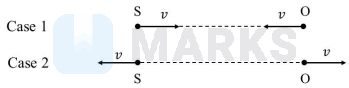 S v v O
Case 1
MARKS
Case 2 v v
S O